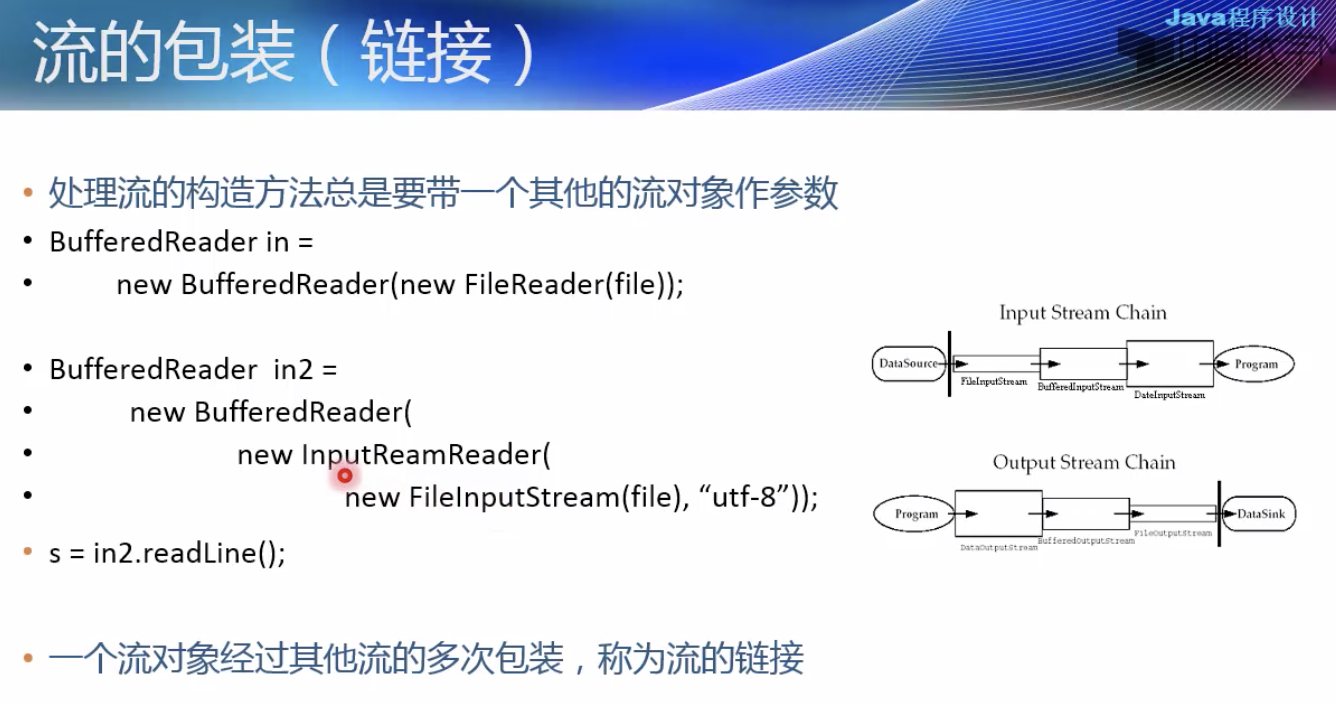 Java程序设计
流的包装（链接）
• 处理流的构造方法总是要带一个其他的流对象作参数
• BufferedReader in =
• new BufferedReader(new FileReader(file));
• BufferedReader in2 =
• new BufferedReader(
• new InputReamReader(
• new FileInputStream(file), “utf-8”));
• s = in2.readLine();
• 一个流对象经过其他流的多次包装，称为流的链接
Input Stream Chain
DataSource
FileInputStream
BufferedInputStream
DateInputStream
Program
Output Stream Chain
Program
DataOutputStream
BufferedOutputStream
FileOutputStream
DataSink